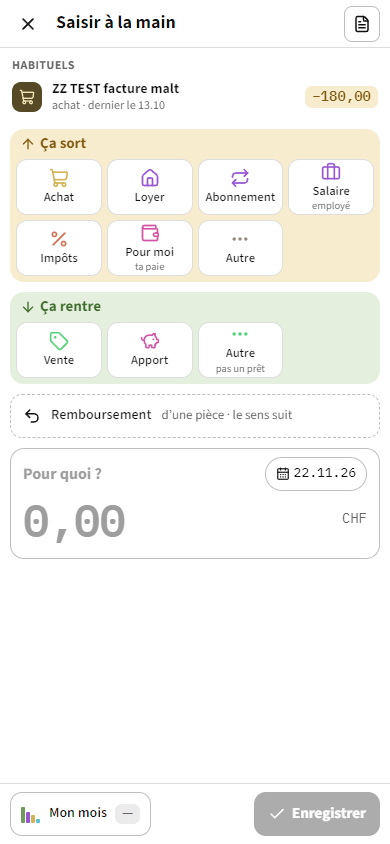 Saisir à la main
HABITUELS
ZZ TEST facture malt
achat · dernier le 13.10
−180,00
Ça sort
Achat
Loyer
Abonnement
Salaire
employé
Impôts
Pour moi
ta paie
Autre
Ça rentre
Vente
Apport
Autre
pas un prêt
Remboursement d'une pièce · le sens suit
Pour quoi ?
22.11.26
0,00
CHF
Mon mois —
Enregistrer